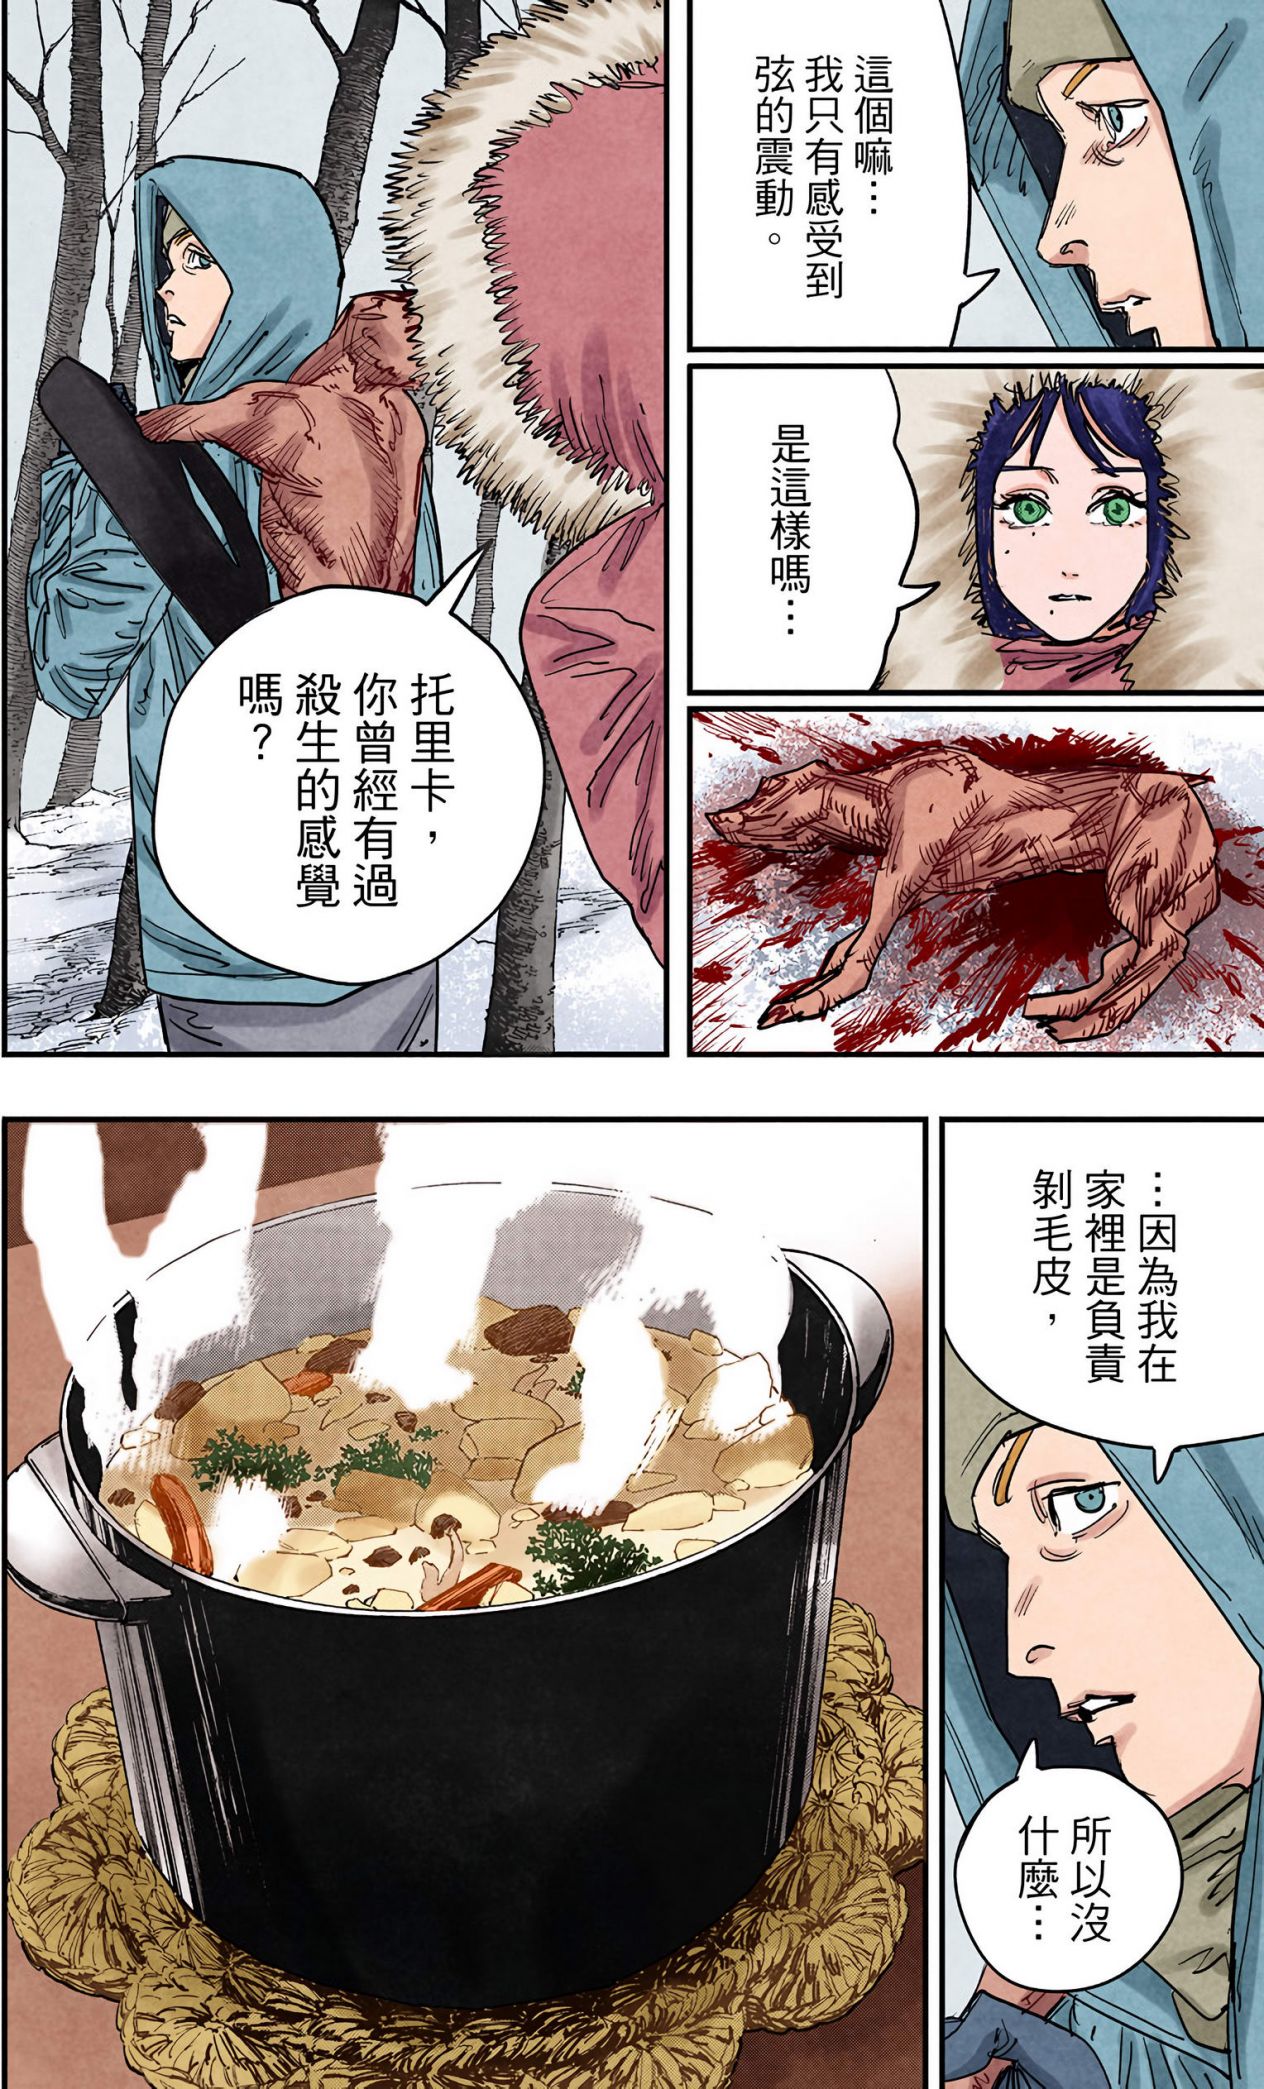 這個嘛…
我只有感受到
弦的震動。
是這樣嗎…
托里卡，
你曾經有過
殺生的感覺
嗎？
…因為我在
家裡是負責
剝毛皮，
所以沒
什麼…